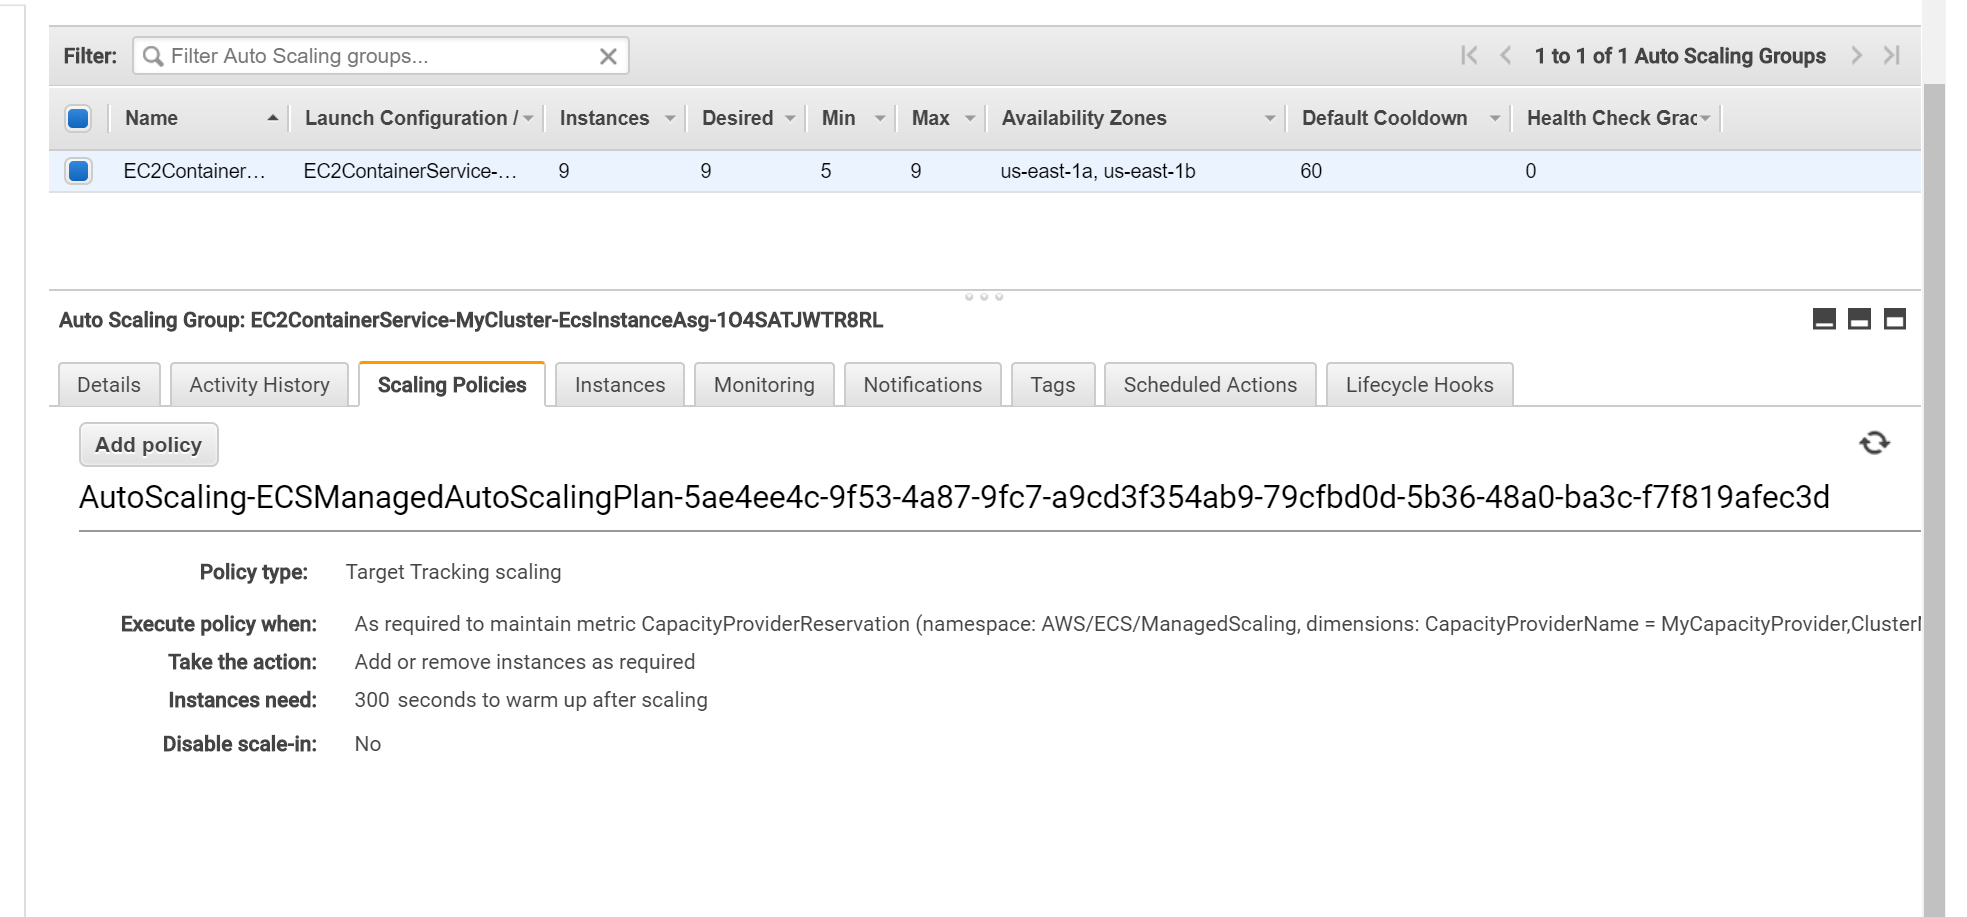 Filter: Filter Auto Scaling groups... 1 to 1 of 1 Auto Scaling Groups
Name Launch Configuration / Instances Desired Min Max Availability Zones Default Cooldown Health Check Grac
EC2Container... EC2ContainerService-... 9 9 5 9 us-east-1a, us-east-1b 60 0
Auto Scaling Group: EC2ContainerService-MyCluster-EcsInstanceAsg-1O4SATJWTR8RL
Details Activity History Scaling Policies Instances Monitoring Notifications Tags Scheduled Actions Lifecycle Hooks
Add policy
AutoScaling-ECSManagedAutoScalingPlan-5ae4ee4c-9f53-4a87-9fc7-a9cd3f354ab9-79cfbd0d-5b36-48a0-ba3c-f7f819afec3d
Policy type: Target Tracking scaling
Execute policy when: As required to maintain metric CapacityProviderReservation (namespace: AWS/ECS/ManagedScaling, dimensions: CapacityProviderName = MyCapacityProvider,Cluster
Take the action: Add or remove instances as required
Instances need: 300 seconds to warm up after scaling
Disable scale-in: No